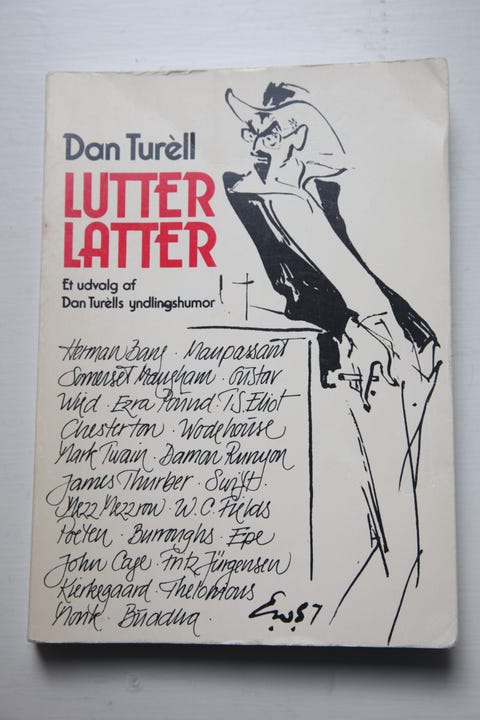 Dan Turèll
LUTTER
LATTER
Et udvalg af
Dan Turèlls yndlingshumor
Herman Bang · Maupassant
Somerset Maugham · Gustav
Wied · Ezra Pound · T.S. Eliot
Chesterton · Wodehouse
Mark Twain · Damon Runyon
James Thurber · Swift ·
Mezz Mezzrow · W. C. Fields
Poeten · Burroughs · Epe
John Cage · Fritz Jürgensen
Kierkegaard · Thelonious
Monk · Buddha ·